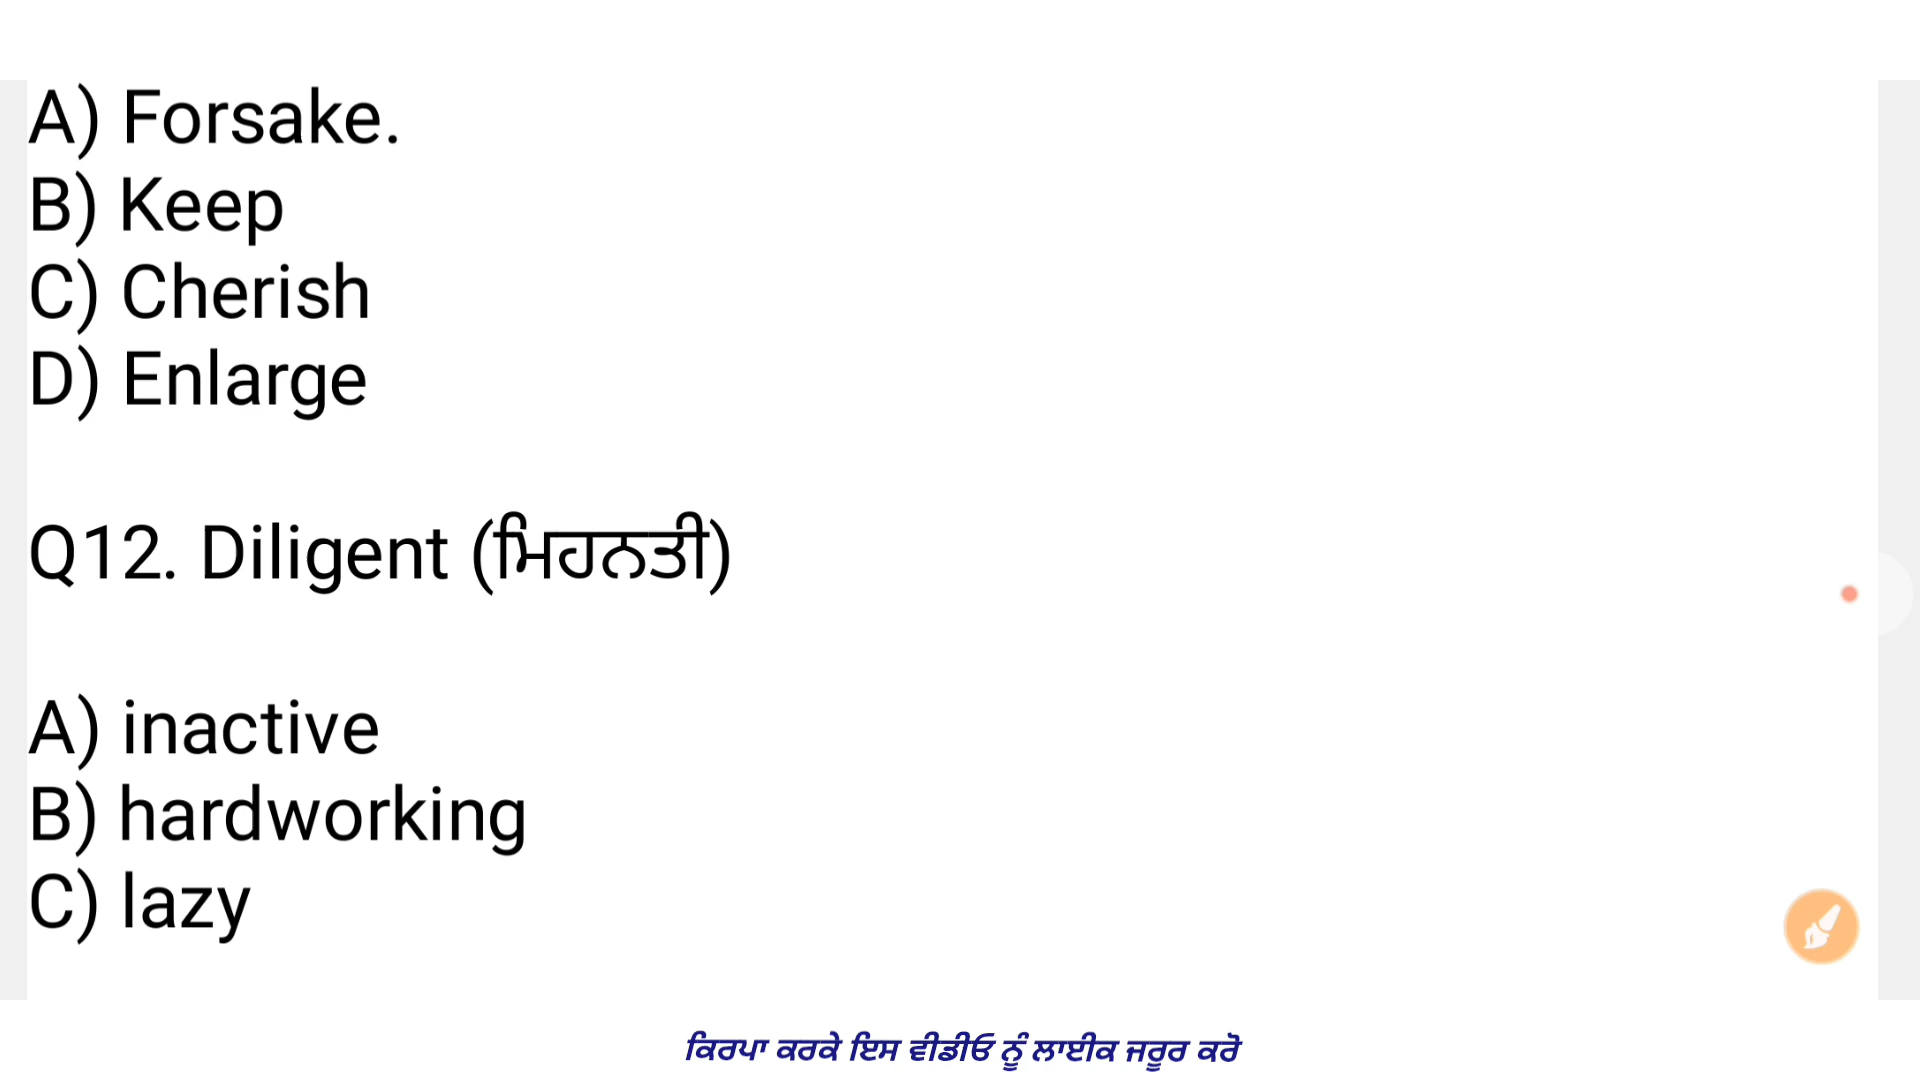 A) Forsake.
B) Keep
C) Cherish
D) Enlarge
Q12. Diligent (ਮਿਹਨਤੀ)
A) inactive
B) hardworking
C) lazy
ਕਿਰਪਾ ਕਰਕੇ ਇਸ ਵੀਡੀਓ ਨੂੰ ਲਾਈਕ ਜਰੂਰ ਕਰੋ